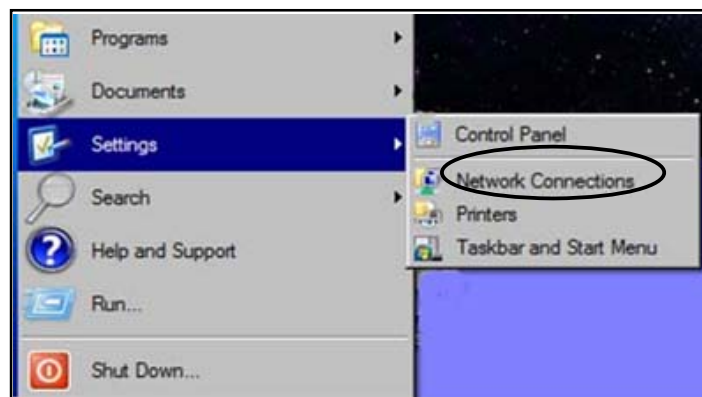 Programs
Documents
Settings
Search
Help and Support
Run...
Shut Down...
Control Panel
Network Connections
Printers
Taskbar and Start Menu